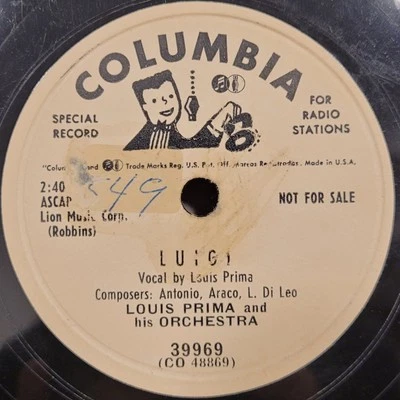 COLUMBIA
SPECIAL
RECORD
FOR
RADIO
STATIONS
Trade Marks Reg. U.S. Pat. Off. Marcas Registradas. Made in U.S.A.
2:40
ASCAP
Lion Music Corp.
(Robbins)
549
NOT FOR SALE
LUIGI
Vocal by Louis Prima
Composers: Antonio, Araco, L. Di Leo
LOUIS PRIMA and
his ORCHESTRA
39969
(CO 48869)